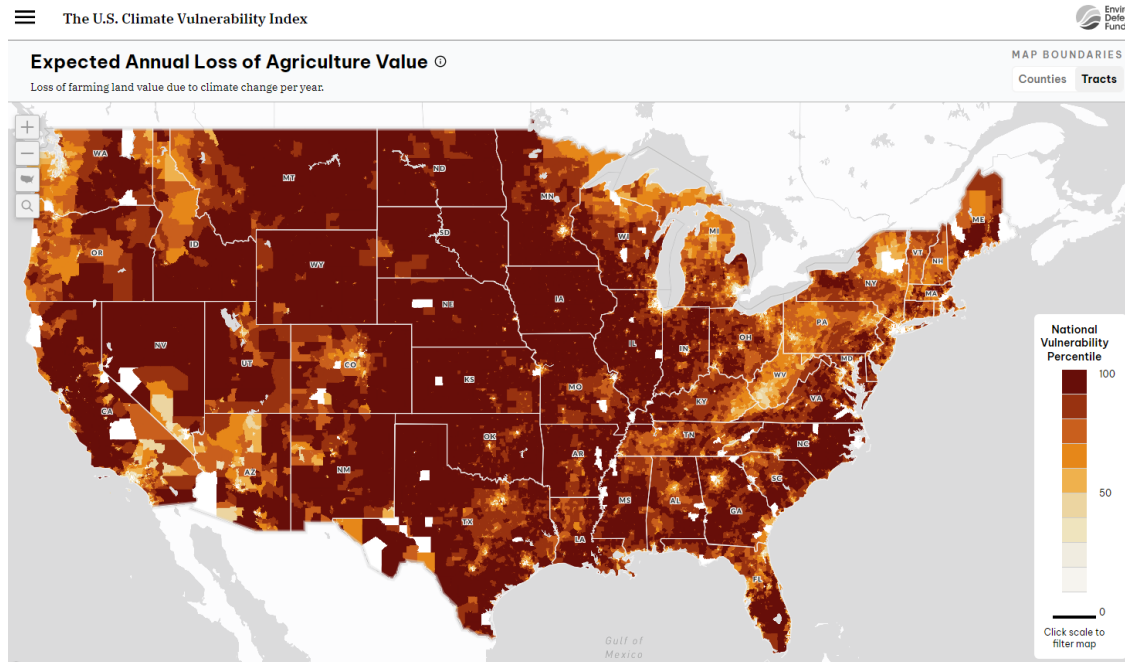 The U.S. Climate Vulnerability Index
Enviro
Defe
Fund
Expected Annual Loss of Agriculture Value
Loss of farming land value due to climate change per year.
MAP BOUNDARIES
Counties
Tracts
WA
MT
ND
MN
OR
ID
WY
SD
WI
MI
ME
VT
NH
NY
MA
NV
UT
CO
NE
IA
IL
IN
OH
PA
MD
WV
VA
CA
AZ
NM
KS
MO
KY
OK
AR
TN
NC
SC
TX
LA
MS
AL
GA
FL
Gulf of
Mexico
National
Vulnerability
Percentile
100
50
0
Click scale to
filter map